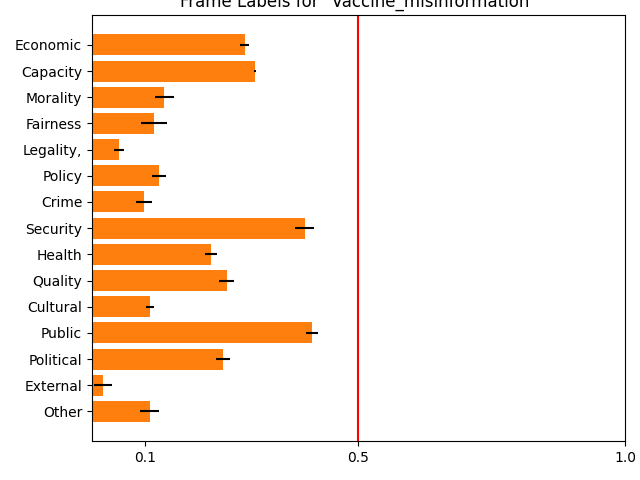 Frame Labels for "vaccine_misinformation"
Economic
Capacity
Morality
Fairness
Legality,
Policy
Crime
Security
Health
Quality
Cultural
Public
Political
External
Other
0.1 0.5 1.0